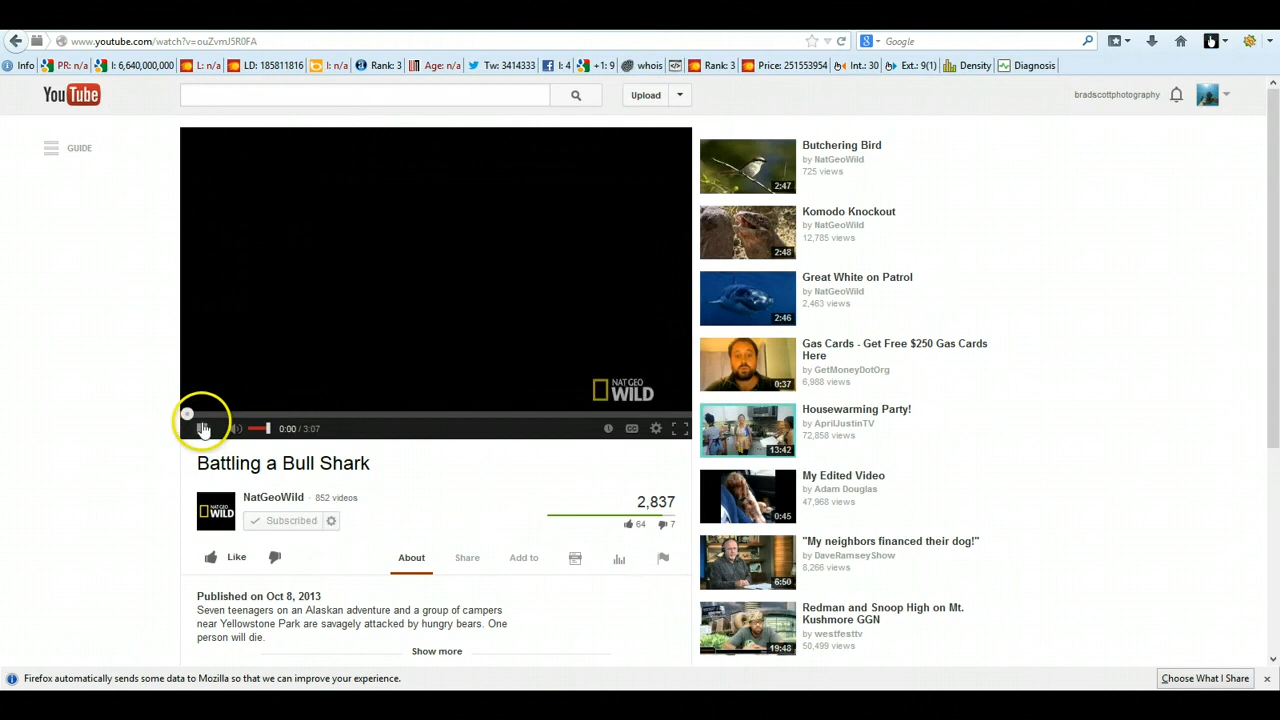 www.youtube.com/watch?v=ouZvmJ5R0FA
Google
Info PR: n/a I: 6,640,000,000 L: n/a LD: 185811816 I: n/a Rank: 3 Age: n/a Tw: 3414333 I: 4 +1: 9 whois Rank: 3 Price: 251553954 Int.: 30 Ext.: 9(1) Density Diagnosis
YouTube
Upload
bradscottphotography
GUIDE
NAT GEO
WILD
0:00 / 3:07
CC
Battling a Bull Shark
NAT GEO
WILD
NatGeoWild · 852 videos
Subscribed
2,837
64 7
Like
About
Share
Add to
Published on Oct 8, 2013
Seven teenagers on an Alaskan adventure and a group of campers
near Yellowstone Park are savagely attacked by hungry bears. One
person will die.
Show more
2:47
Butchering Bird
by NatGeoWild
725 views
2:48
Komodo Knockout
by NatGeoWild
12,785 views
2:46
Great White on Patrol
by NatGeoWild
2,463 views
0:37
Gas Cards - Get Free $250 Gas Cards
Here
by GetMoneyDotOrg
6,988 views
13:42
Housewarming Party!
by AprilJustinTV
72,858 views
0:45
My Edited Video
by Adam Douglas
47,968 views
6:50
"My neighbors financed their dog!"
by DaveRamseyShow
8,266 views
19:48
Redman and Snoop High on Mt.
Kushmore GGN
by westfesttv
50,499 views
Firefox automatically sends some data to Mozilla so that we can improve your experience.
Choose What I Share